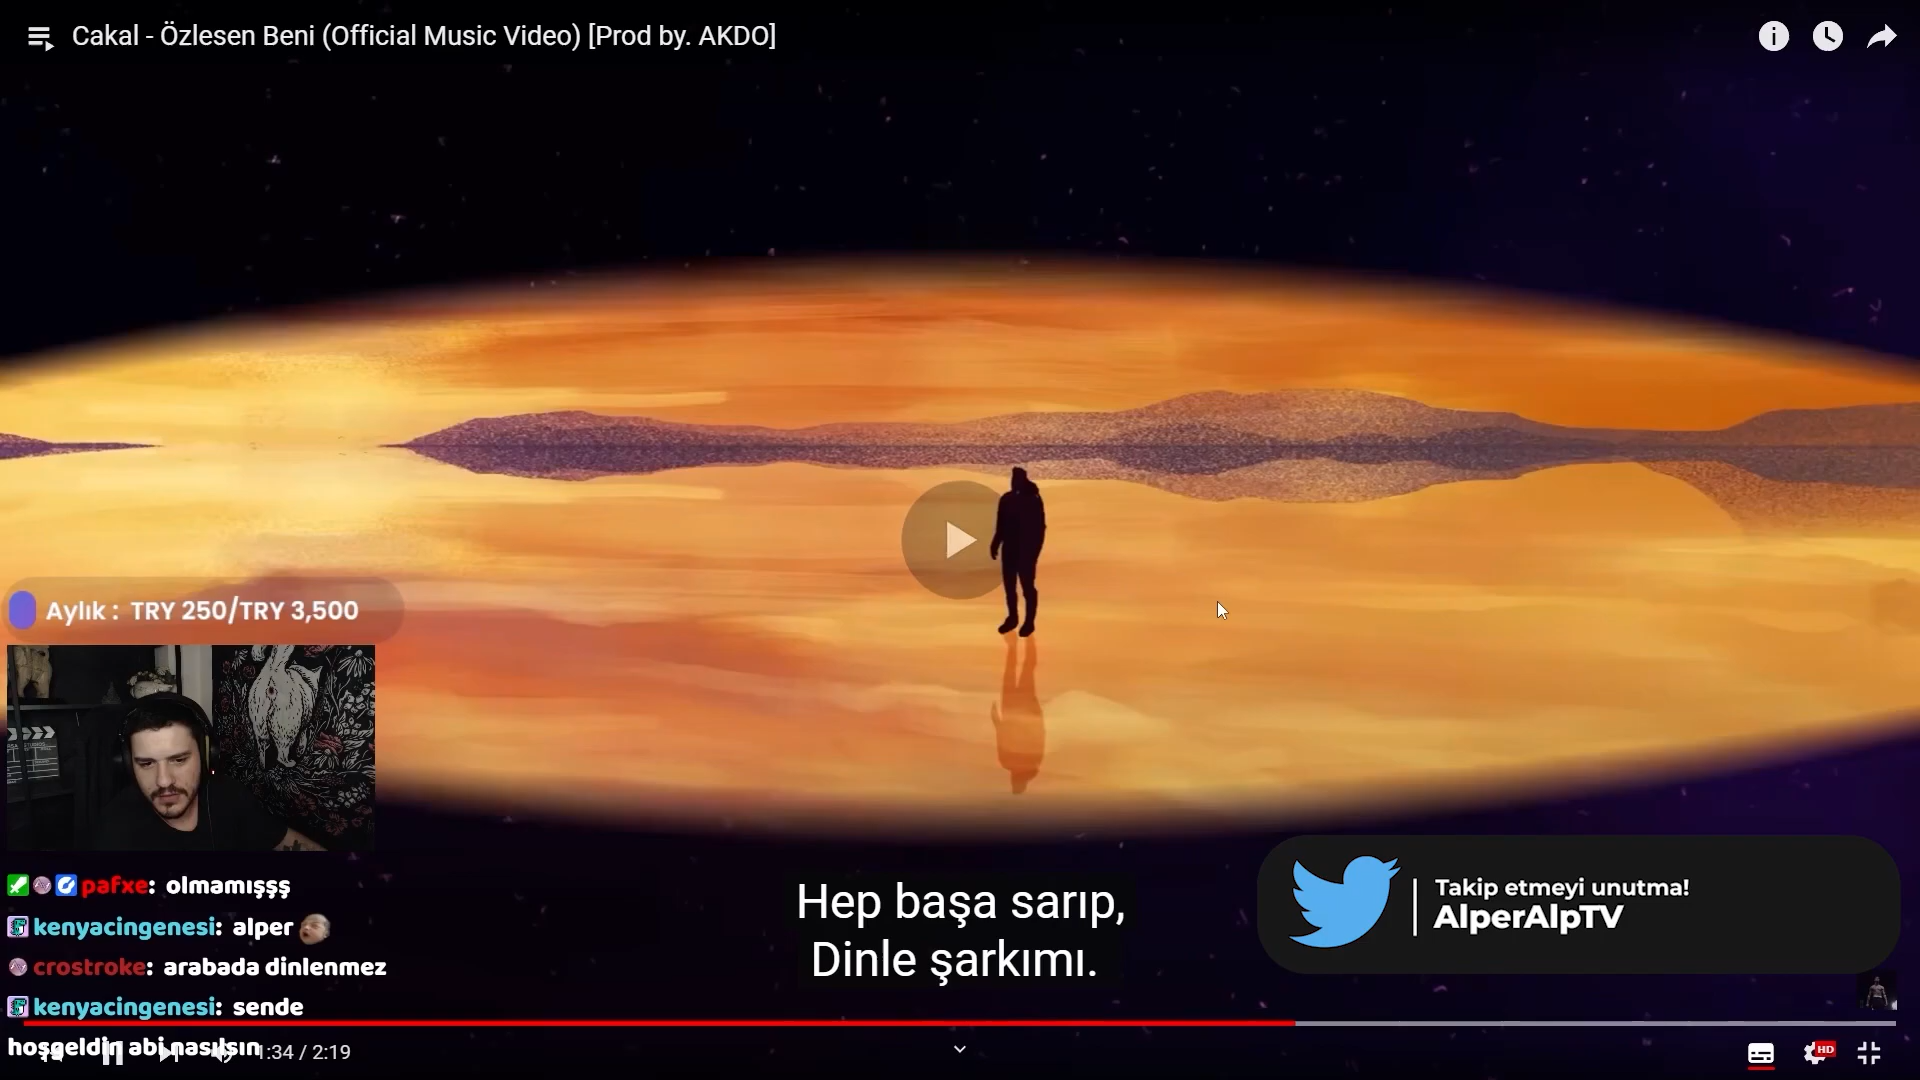 Cakal - Özlesen Beni (Official Music Video) [Prod by. AKDO]
Aylık : TRY 250/TRY 3,500
pafxe: olmamışşş
kenyacingenesi: alper
crostroke: arabada dinlenmez
kenyacingenesi: sende
hoşgeldin abi nasılsın
Hep başa sarıp,
Dinle şarkımı.
Takip etmeyi unutma!
AlperAlpTV
1:34 / 2:19
HD